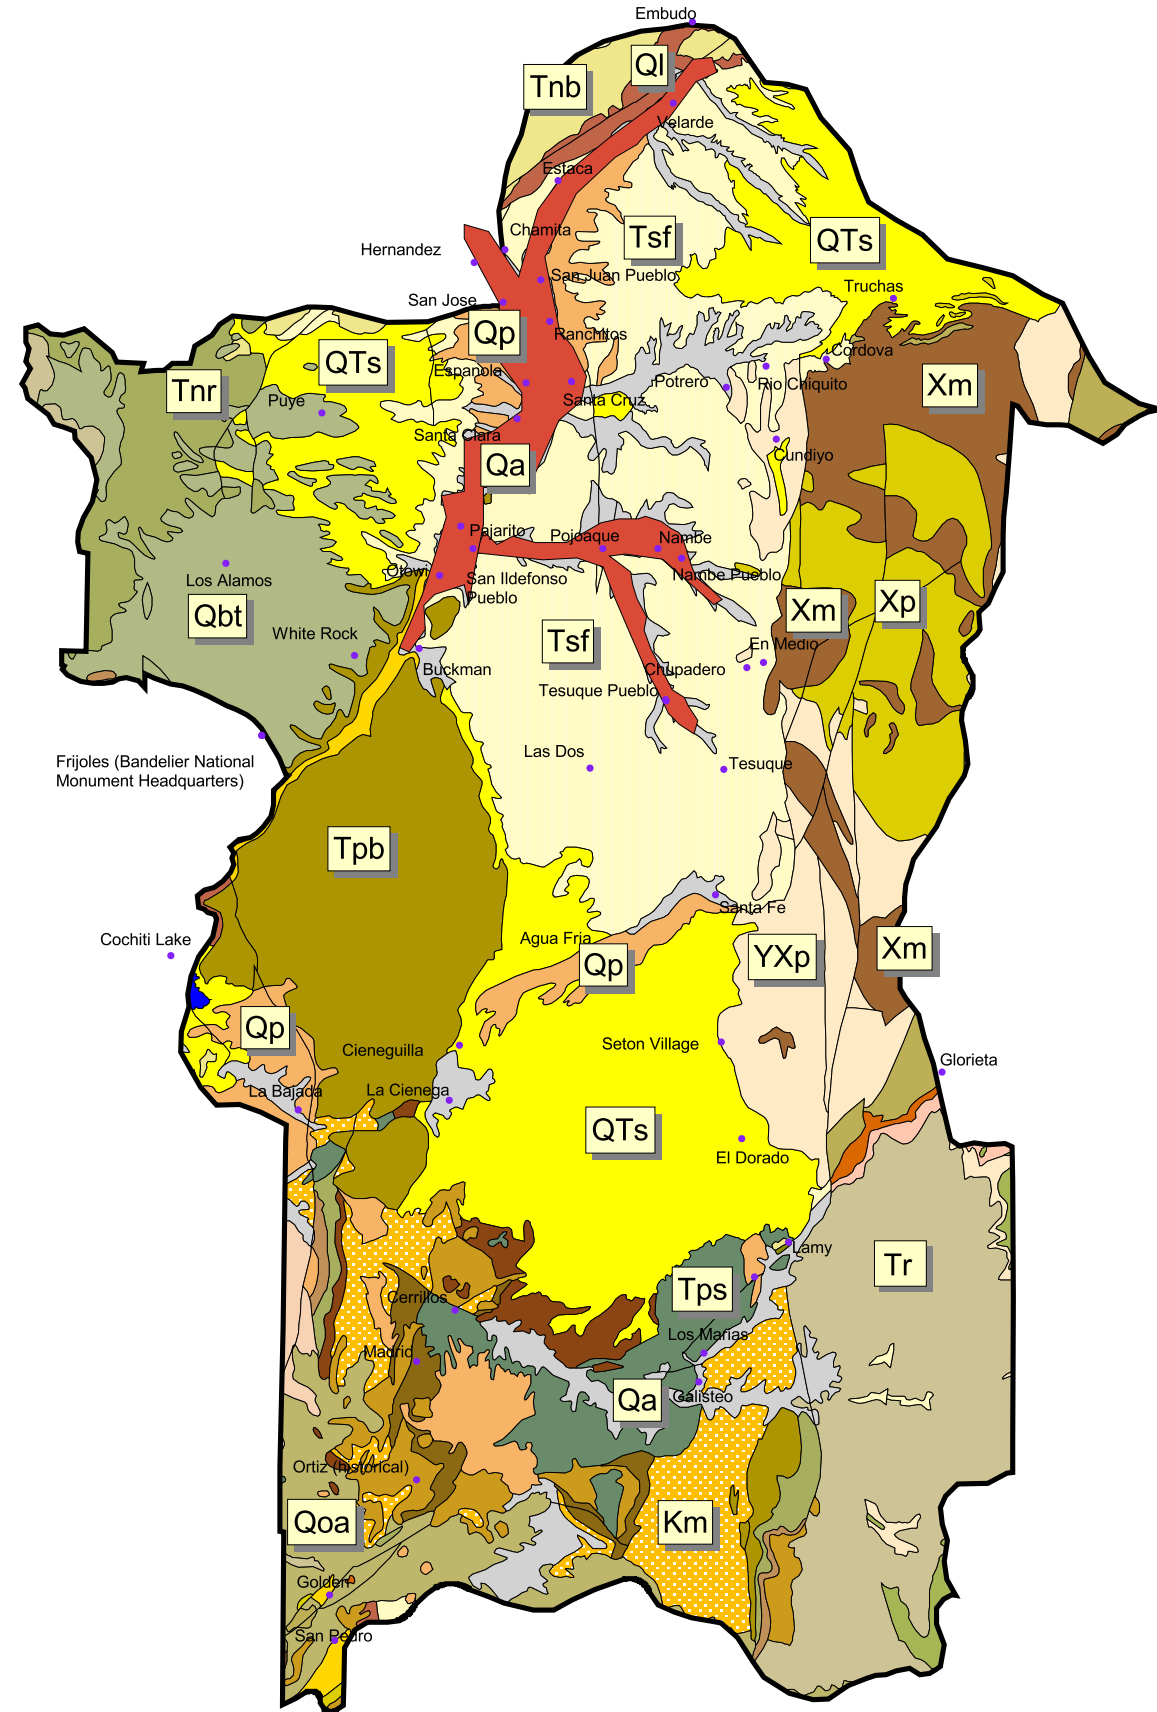 Embudo
Ql
Tnb
Velarde
Estaca
Chamita
Tsf
QTs
Hernandez
San Juan Pueblo
Truchas
San Jose
Qp
Ranchitos
Cordova
QTs
Espanola
Tnr
Potrero
Rio Chiquito
Xm
Puye
Santa Cruz
Santa Clara
Cundiyo
Qa
Pajarito
Pojoaque
Nambe
Otowi
San Ildefonso
Pueblo
Nambe Pueblo
Los Alamos
Qbt
Xm
Xp
White Rock
Tsf
En Medio
Buckman
Chupadero
Tesuque Pueblo
Las Dos
Tesuque
Frijoles (Bandelier National
Monument Headquarters)
Tpb
Santa Fe
Cochiti Lake
Agua Fria
Qp
YXp
Xm
Qp
Cieneguilla
Seton Village
Glorieta
La Bajada
La Cienega
QTs
El Dorado
Lamy
Tr
Tps
Cerrillos
Los Marias
Madrid
Qa
Galisteo
Ortiz (historical)
Qoa
Km
Golden
San Pedro